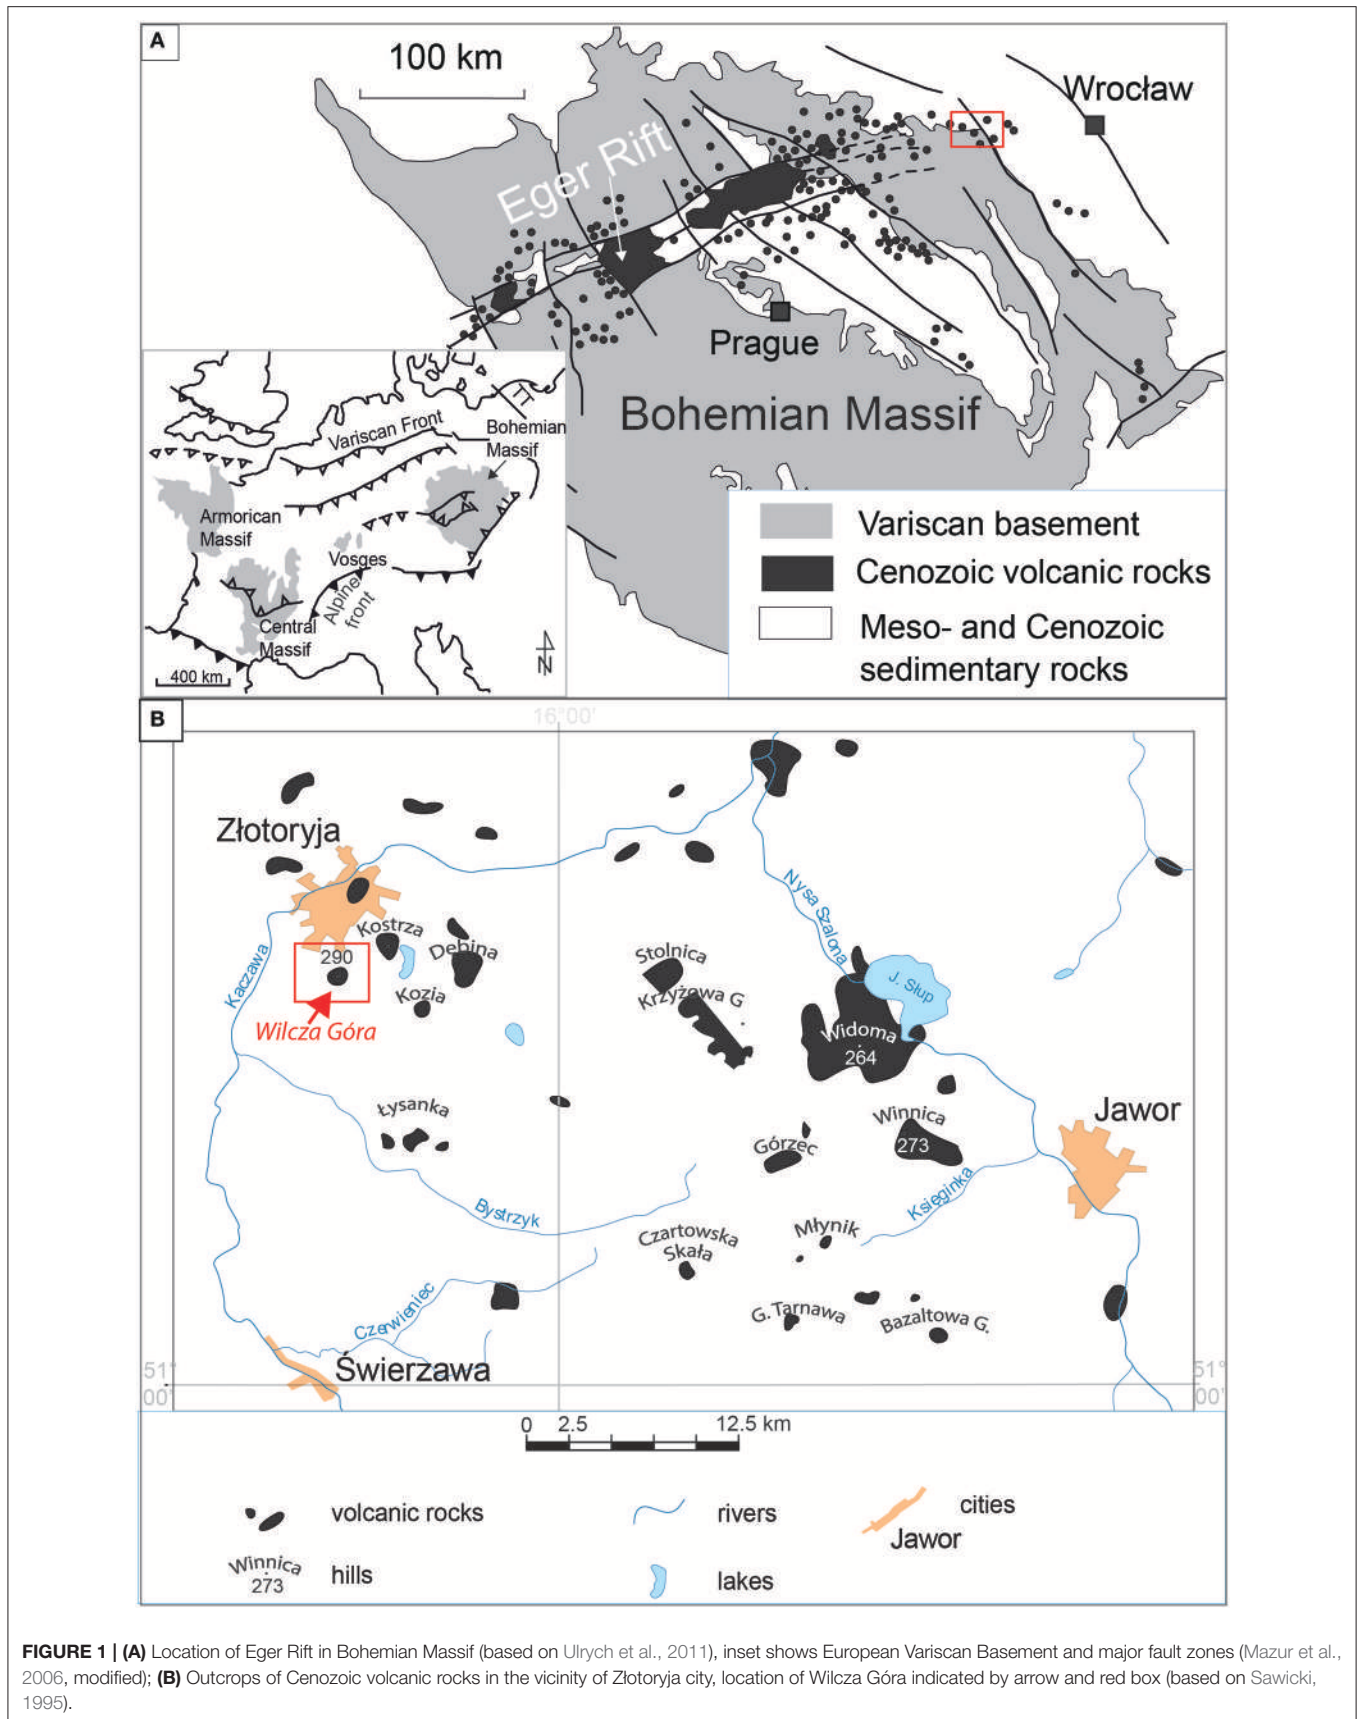 A
100 km
Wrocław
Eger Rift
Prague
Bohemian Massif
Variscan basement
Cenozoic volcanic rocks
Meso- and Cenozoic
sedimentary rocks
Variscan Front
Bohemian
Massif
Armorican
Massif
Vosges
Alpine
front
Central
Massif
N
400 km
B
16°00'
Złotoryja
Kostrza
Dębina
290
Kaczawa
Kozia
Wilcza Góra
Stolnica
Krzyżowa G
Nysa Szalona
J. Słup
Widoma
264
Łysanka
Winnica
273
Jawor
Górzec
Księginka
Bystrzyk
Czartowska
Skała
Młynik
Czerwieniec
G. Tarnawa
Bazaltowa G.
Świerzawa
51°
00'
51°
00'
0 2.5 12.5 km
volcanic rocks
rivers
cities
Jawor
Winnica
273
hills
lakes
FIGURE 1 | (A) Location of Eger Rift in Bohemian Massif (based on Ulrych et al., 2011), inset shows European Variscan Basement and major fault zones (Mazur et al.,
2006, modified); (B) Outcrops of Cenozoic volcanic rocks in the vicinity of Złotoryja city, location of Wilcza Góra indicated by arrow and red box (based on Sawicki,
1995).